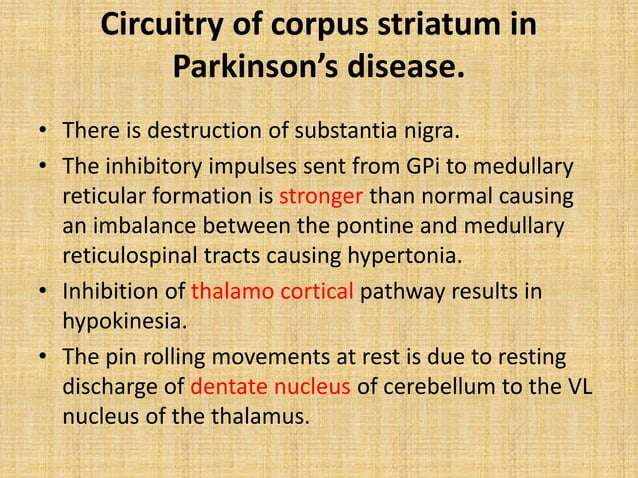 Circuitry of corpus striatum in
Parkinson’s disease.
• There is destruction of substantia nigra.
• The inhibitory impulses sent from GPi to medullary
reticular formation is stronger than normal causing
an imbalance between the pontine and medullary
reticulospinal tracts causing hypertonia.
• Inhibition of thalamo cortical pathway results in
hypokinesia.
• The pin rolling movements at rest is due to resting
discharge of dentate nucleus of cerebellum to the VL
nucleus of the thalamus.